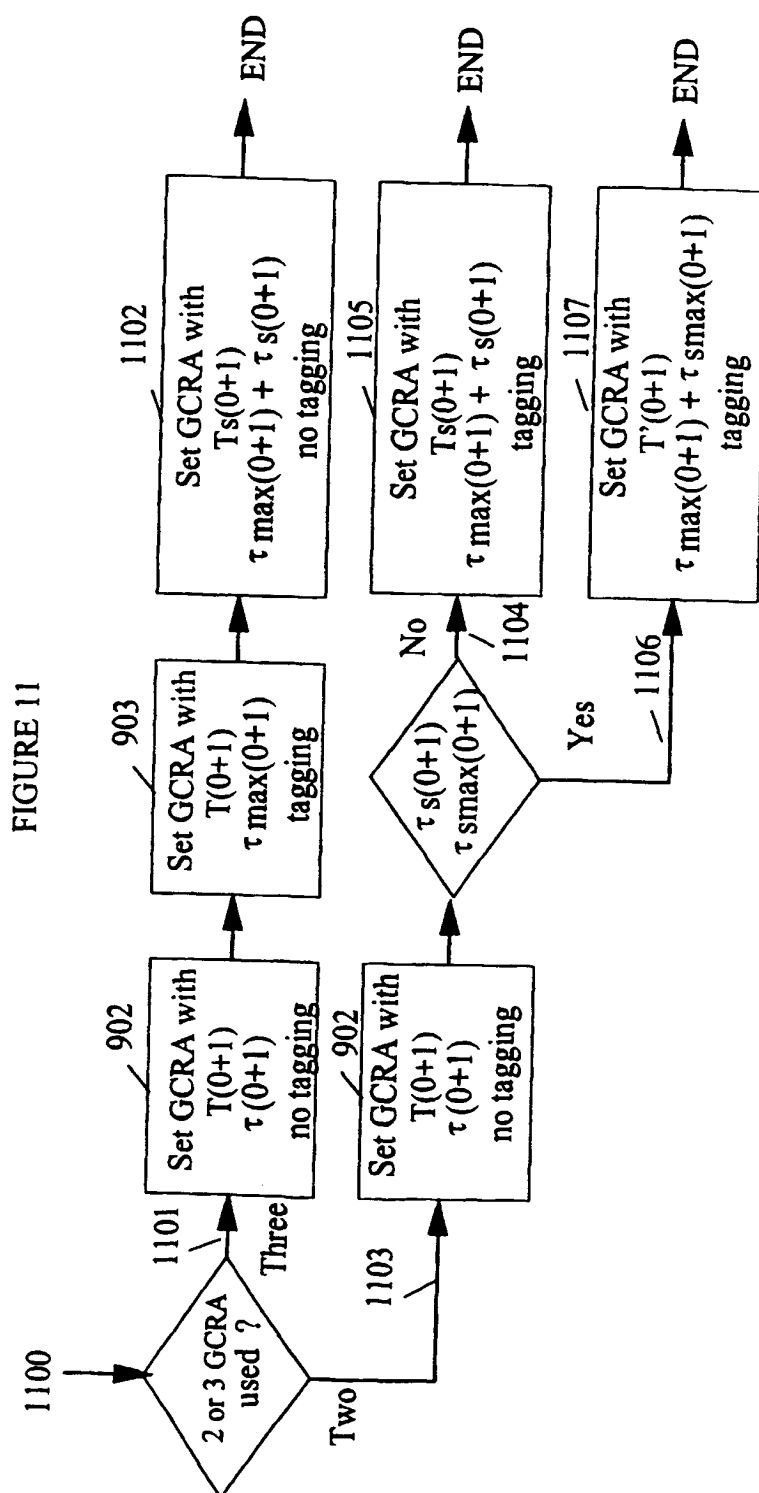 FIGURE 11
1100
2 or 3 GCRA
used ?
1101
Three
902
Set GCRA with
T(0+1)
τ (0+1)
no tagging
903
Set GCRA with
T(0+1)
τ max(0+1)
tagging
1102
Set GCRA with
Ts(0+1)
τ max(0+1) + τ s(0+1)
no tagging
END
Two
1103
902
Set GCRA with
T(0+1)
τ (0+1)
no tagging
τ s(0+1)
τ smax(0+1)
No
1104
1105
Set GCRA with
Ts(0+1)
τ max(0+1) + τ s(0+1)
tagging
END
Yes
1106
1107
Set GCRA with
T'(0+1)
τ max(0+1) + τ smax(0+1)
tagging
END